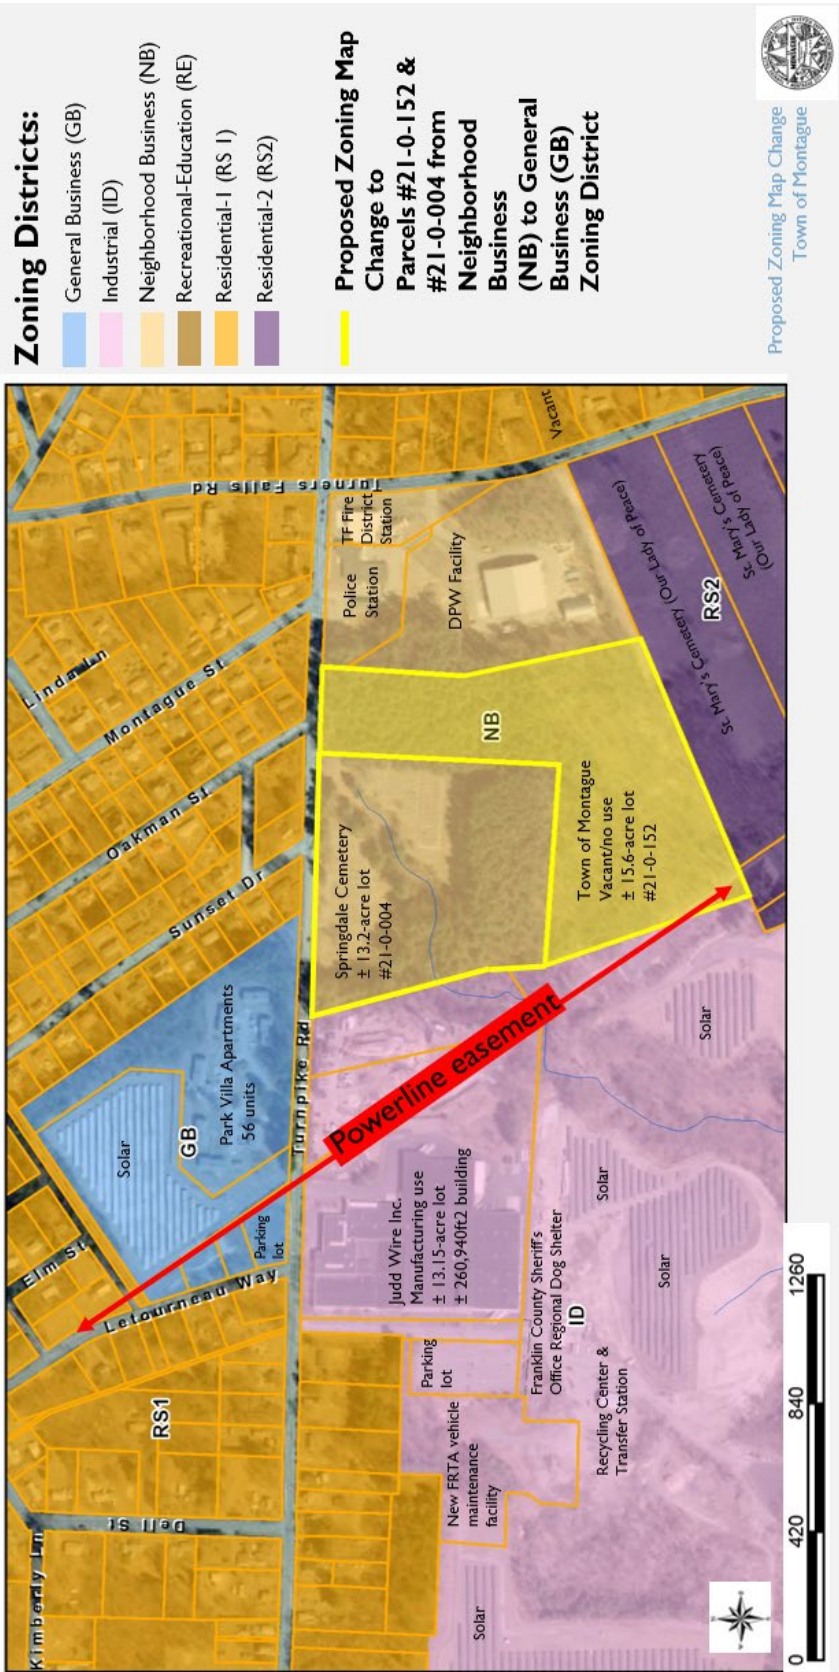 Zoning Districts:
General Business (GB)
Industrial (ID)
Neighborhood Business (NB)
Recreational-Education (RE)
Residential-1 (RS 1)
Residential-2 (RS2)
Proposed Zoning Map
Change to
Parcels #21-0-152 &
#21-0-004 from
Neighborhood
Business
(NB) to General
Business (GB)
Zoning District
Proposed Zoning Map Change
Town of Montague
MONTAGUE
Kimberly Ln
Dell St
RS1
Elm St
Letourneau Way
Solar
GB
Park Villa Apartments
56 units
Parking
lot
Sunset Dr
Oakman St
Montague St
Linda Ln
Turners Falls Rd
Turnpike Rd
Powerline easement
Judd Wire Inc.
Manufacturing use
± 13.15-acre lot
± 260,940ft2 building
Springdale Cemetery
± 13.2-acre lot
#21-0-004
Police
Station
TF Fire
District
Station
DPW Facility
Vacant
NB
Town of Montague
Vacant/no use
± 15.6-acre lot
#21-0-152
St. Mary's Cemetery (Our Lady of Peace)
St. Mary's Cemetery
(Our Lady of Peace)
RS2
Parking
lot
New FRTA vehicle
maintenance
facility
Franklin County Sheriff's
Office Regional Dog Shelter
ID
Recycling Center &
Transfer Station
Solar
Solar
Solar
Solar
0
420
840
1260